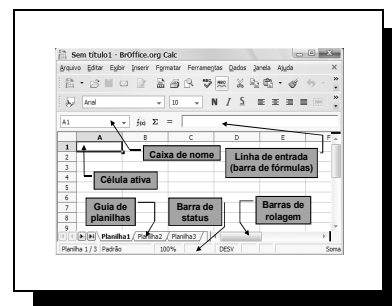 Sem título1 - BrOffice.org Calc
Arquivo Editar Exibir Inserir Formatar Ferramentas Dados Janela Ajuda
Arial 10 N I S
A1 f(x) Σ =
A B C D E F
1
2
3
4
5
6
7
8
9
Caixa de nome
Linha de entrada
(barra de fórmulas)
Célula ativa
Guia de
planilhas
Barra de
status
Barras de
rolagem
Planilha1 Planilha2 Planilha3
Planilha 1 / 3 Padrão 100% DESV Soma